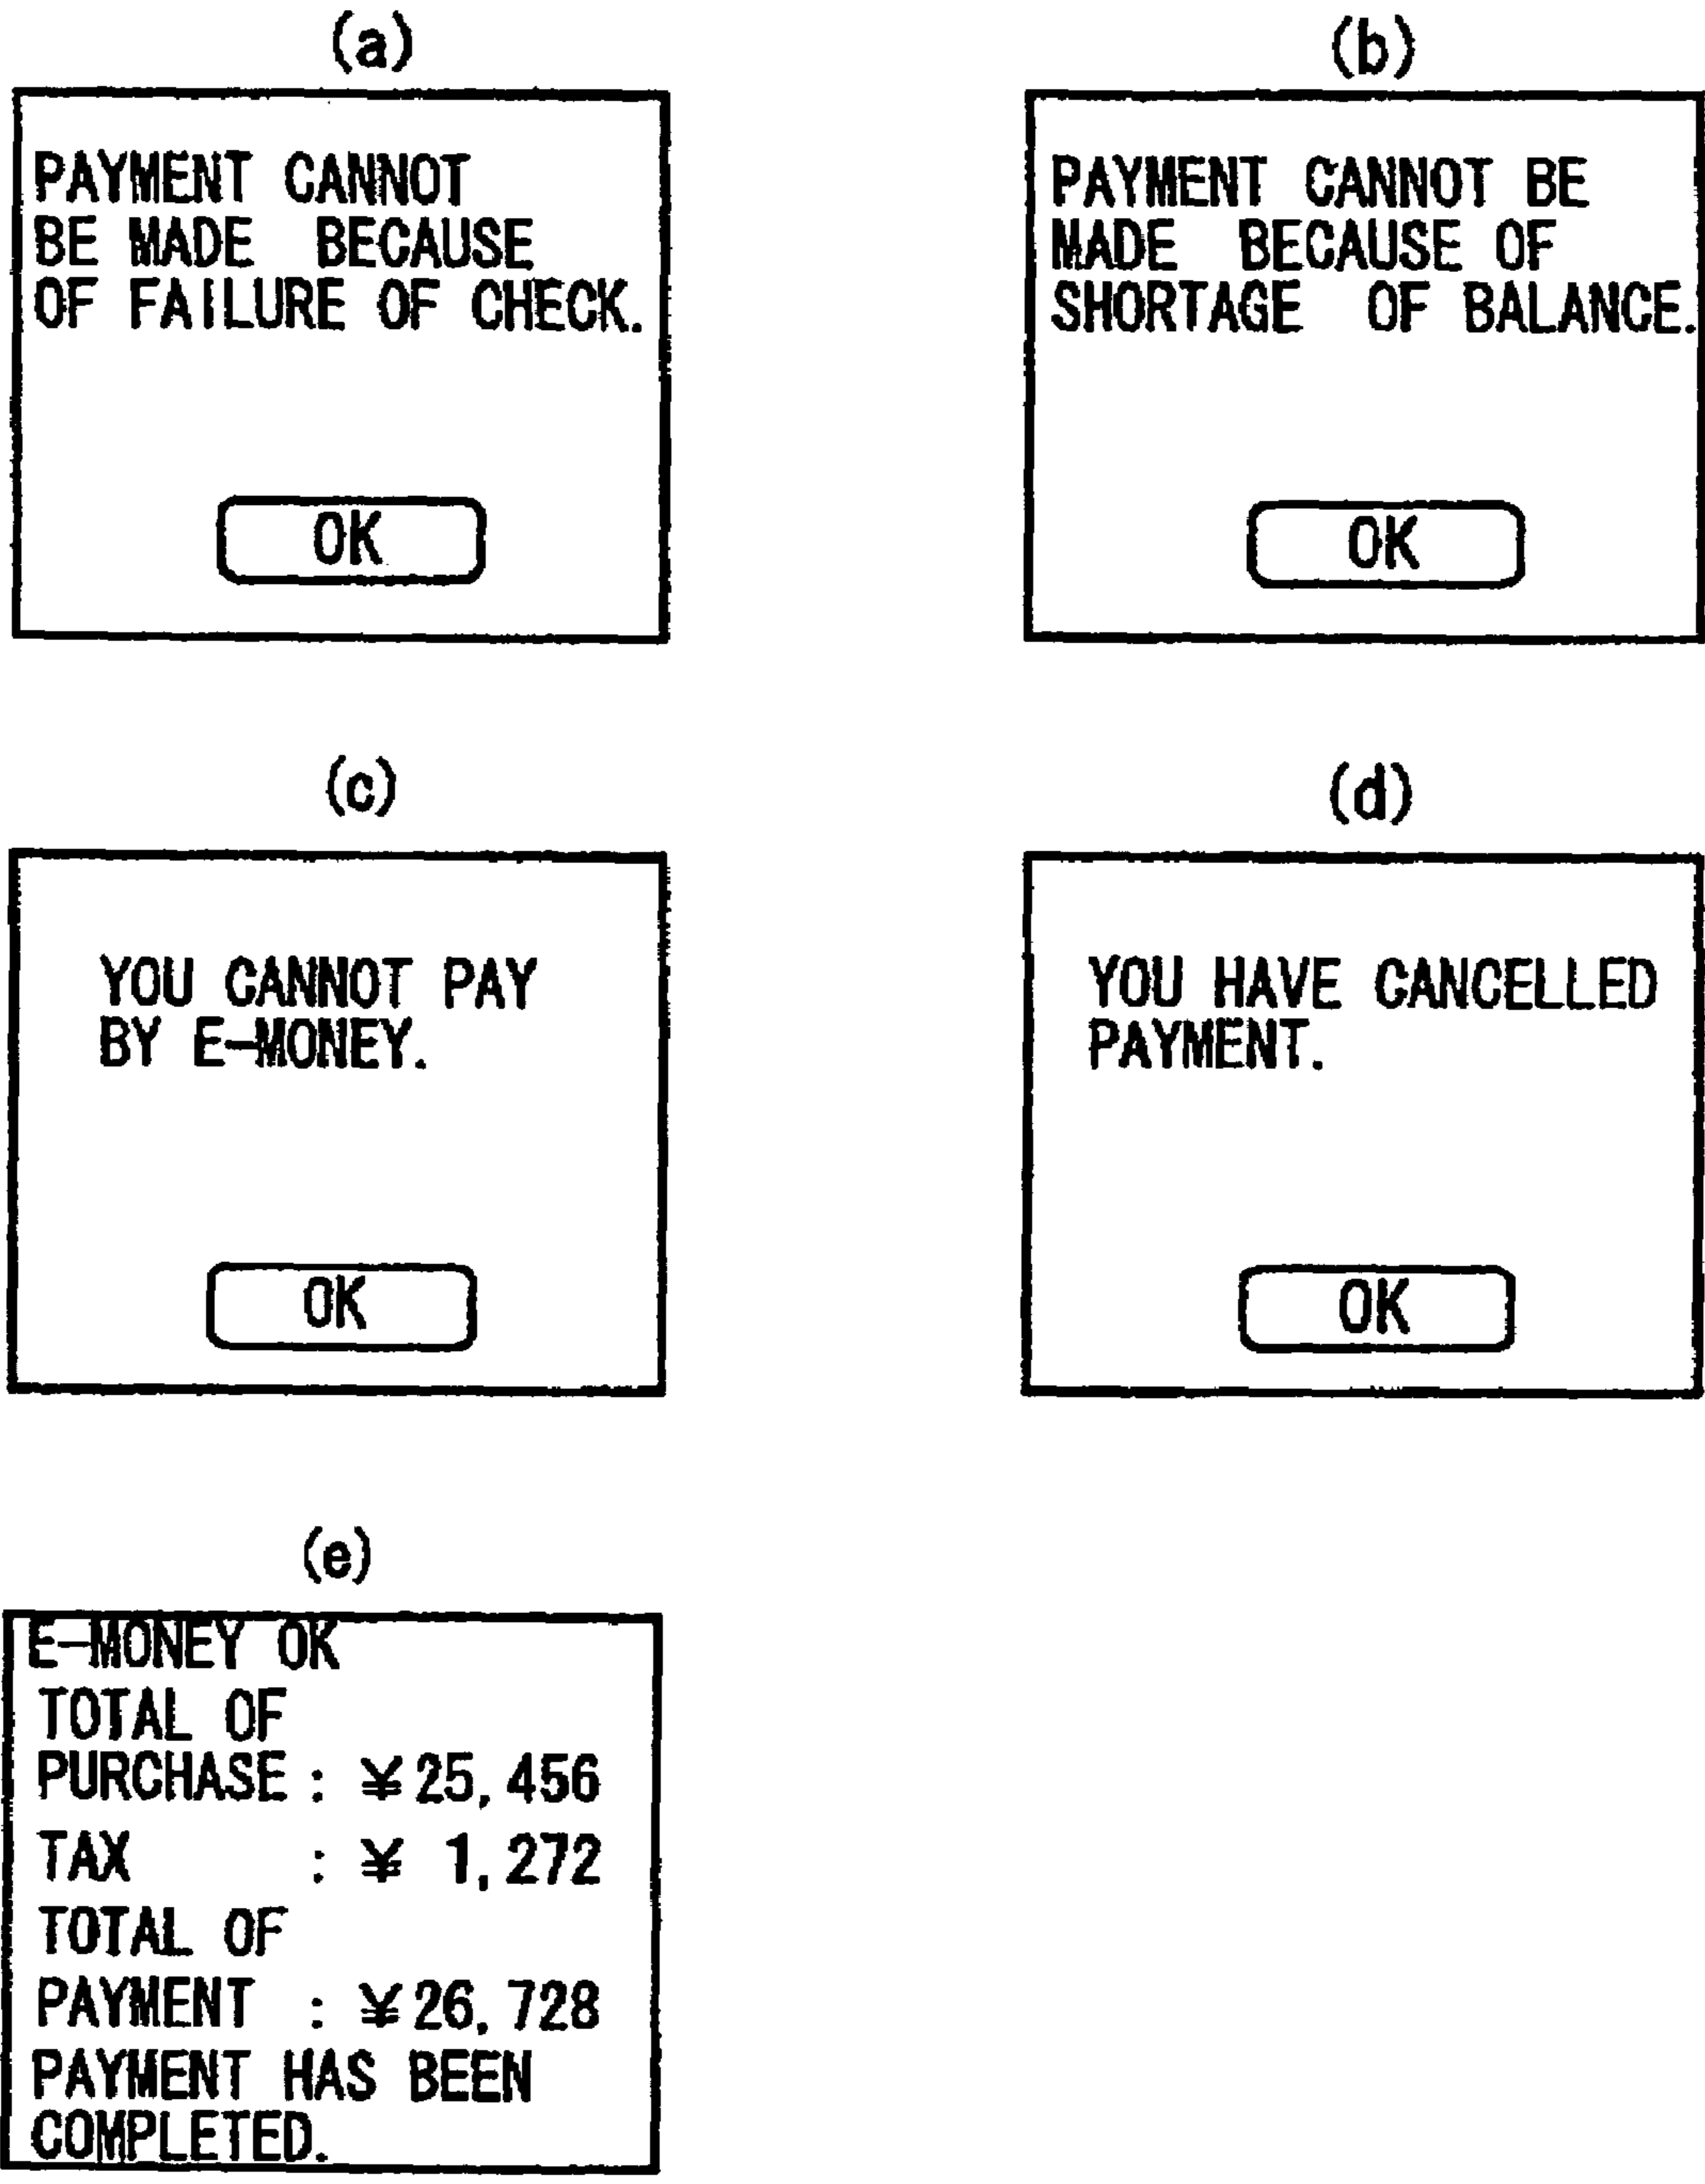 (a)
PAYMENT CANNOT
BE MADE BECAUSE
OF FAILURE OF CHECK.
OK
(b)
PAYMENT CANNOT BE
MADE BECAUSE OF
SHORTAGE OF BALANCE.
OK
(c)
YOU CANNOT PAY
BY E-MONEY.
OK
(d)
YOU HAVE CANCELLED
PAYMENT.
OK
(e)
E-MONEY OK
TOTAL OF
PURCHASE : ¥25,456
TAX : ¥ 1,272
TOTAL OF
PAYMENT : ¥26,728
PAYMENT HAS BEEN
COMPLETED.